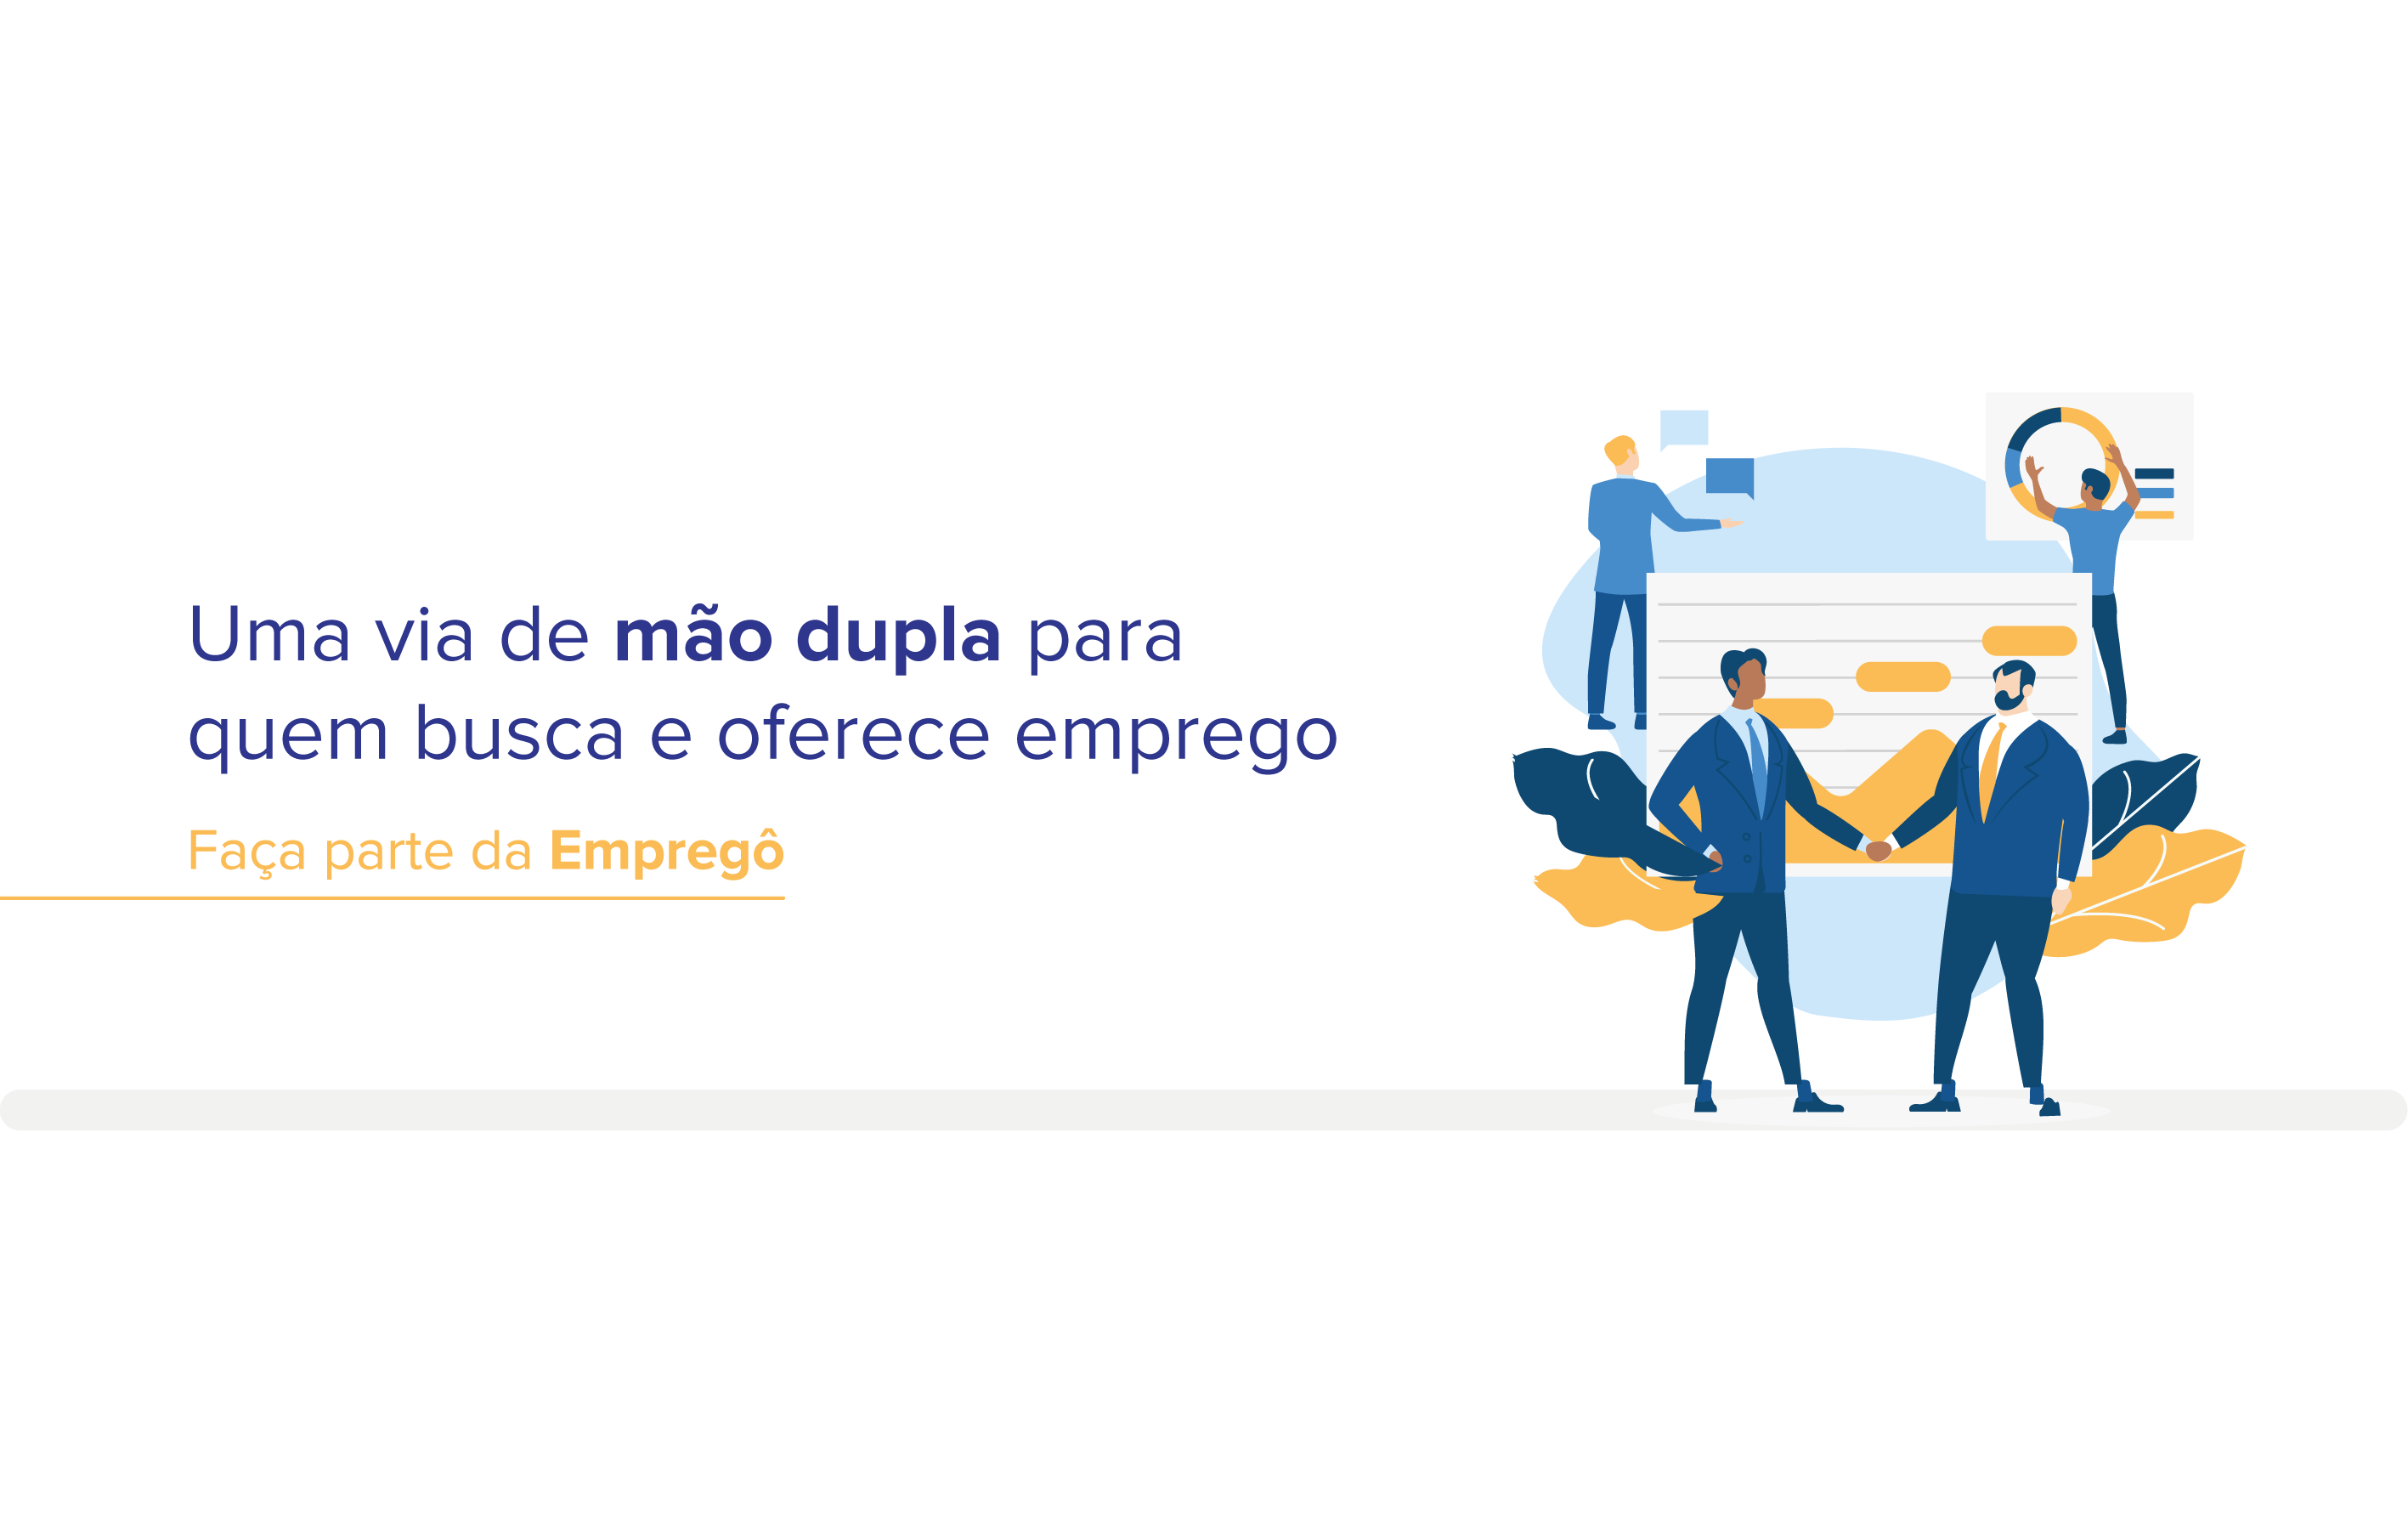 Uma via de mão dupla para
quem busca e oferece emprego
Faça parte da Empregô